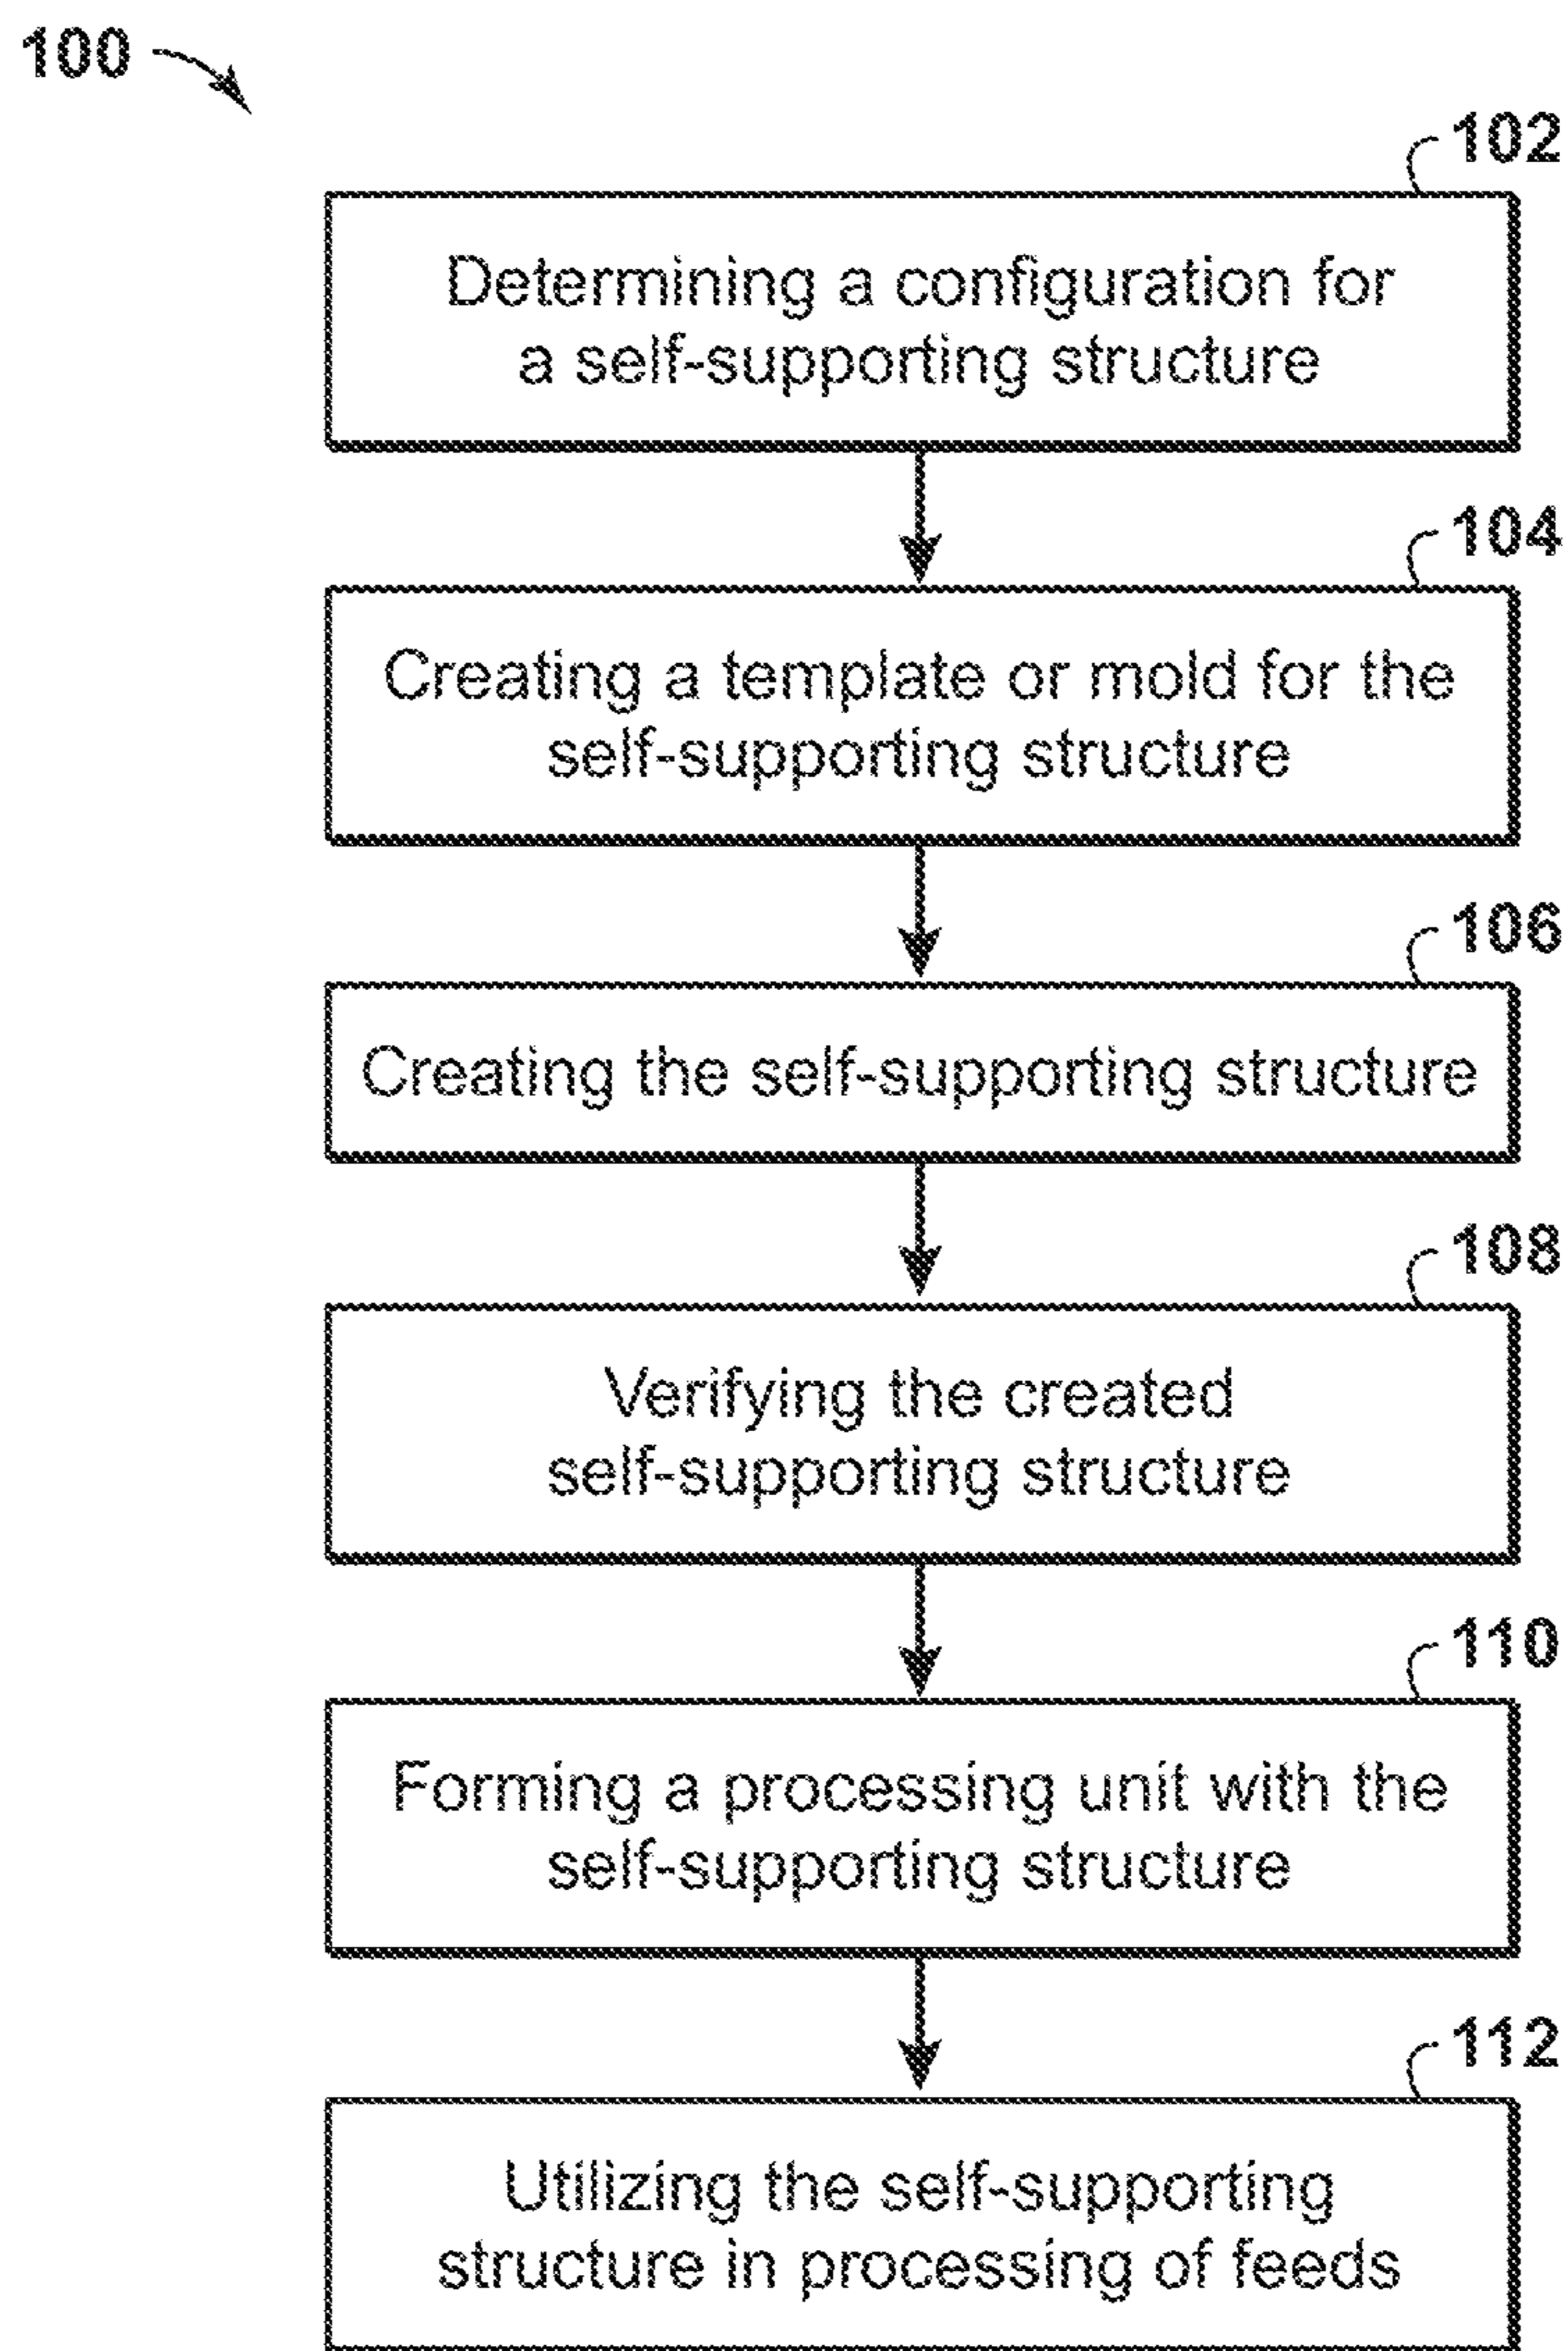 100
102
Determining a configuration for
a self-supporting structure
104
Creating a template or mold for the
self-supporting structure
106
Creating the self-supporting structure
108
Verifying the created
self-supporting structure
110
Forming a processing unit with the
self-supporting structure
112
Utilizing the self-supporting
structure in processing of feeds